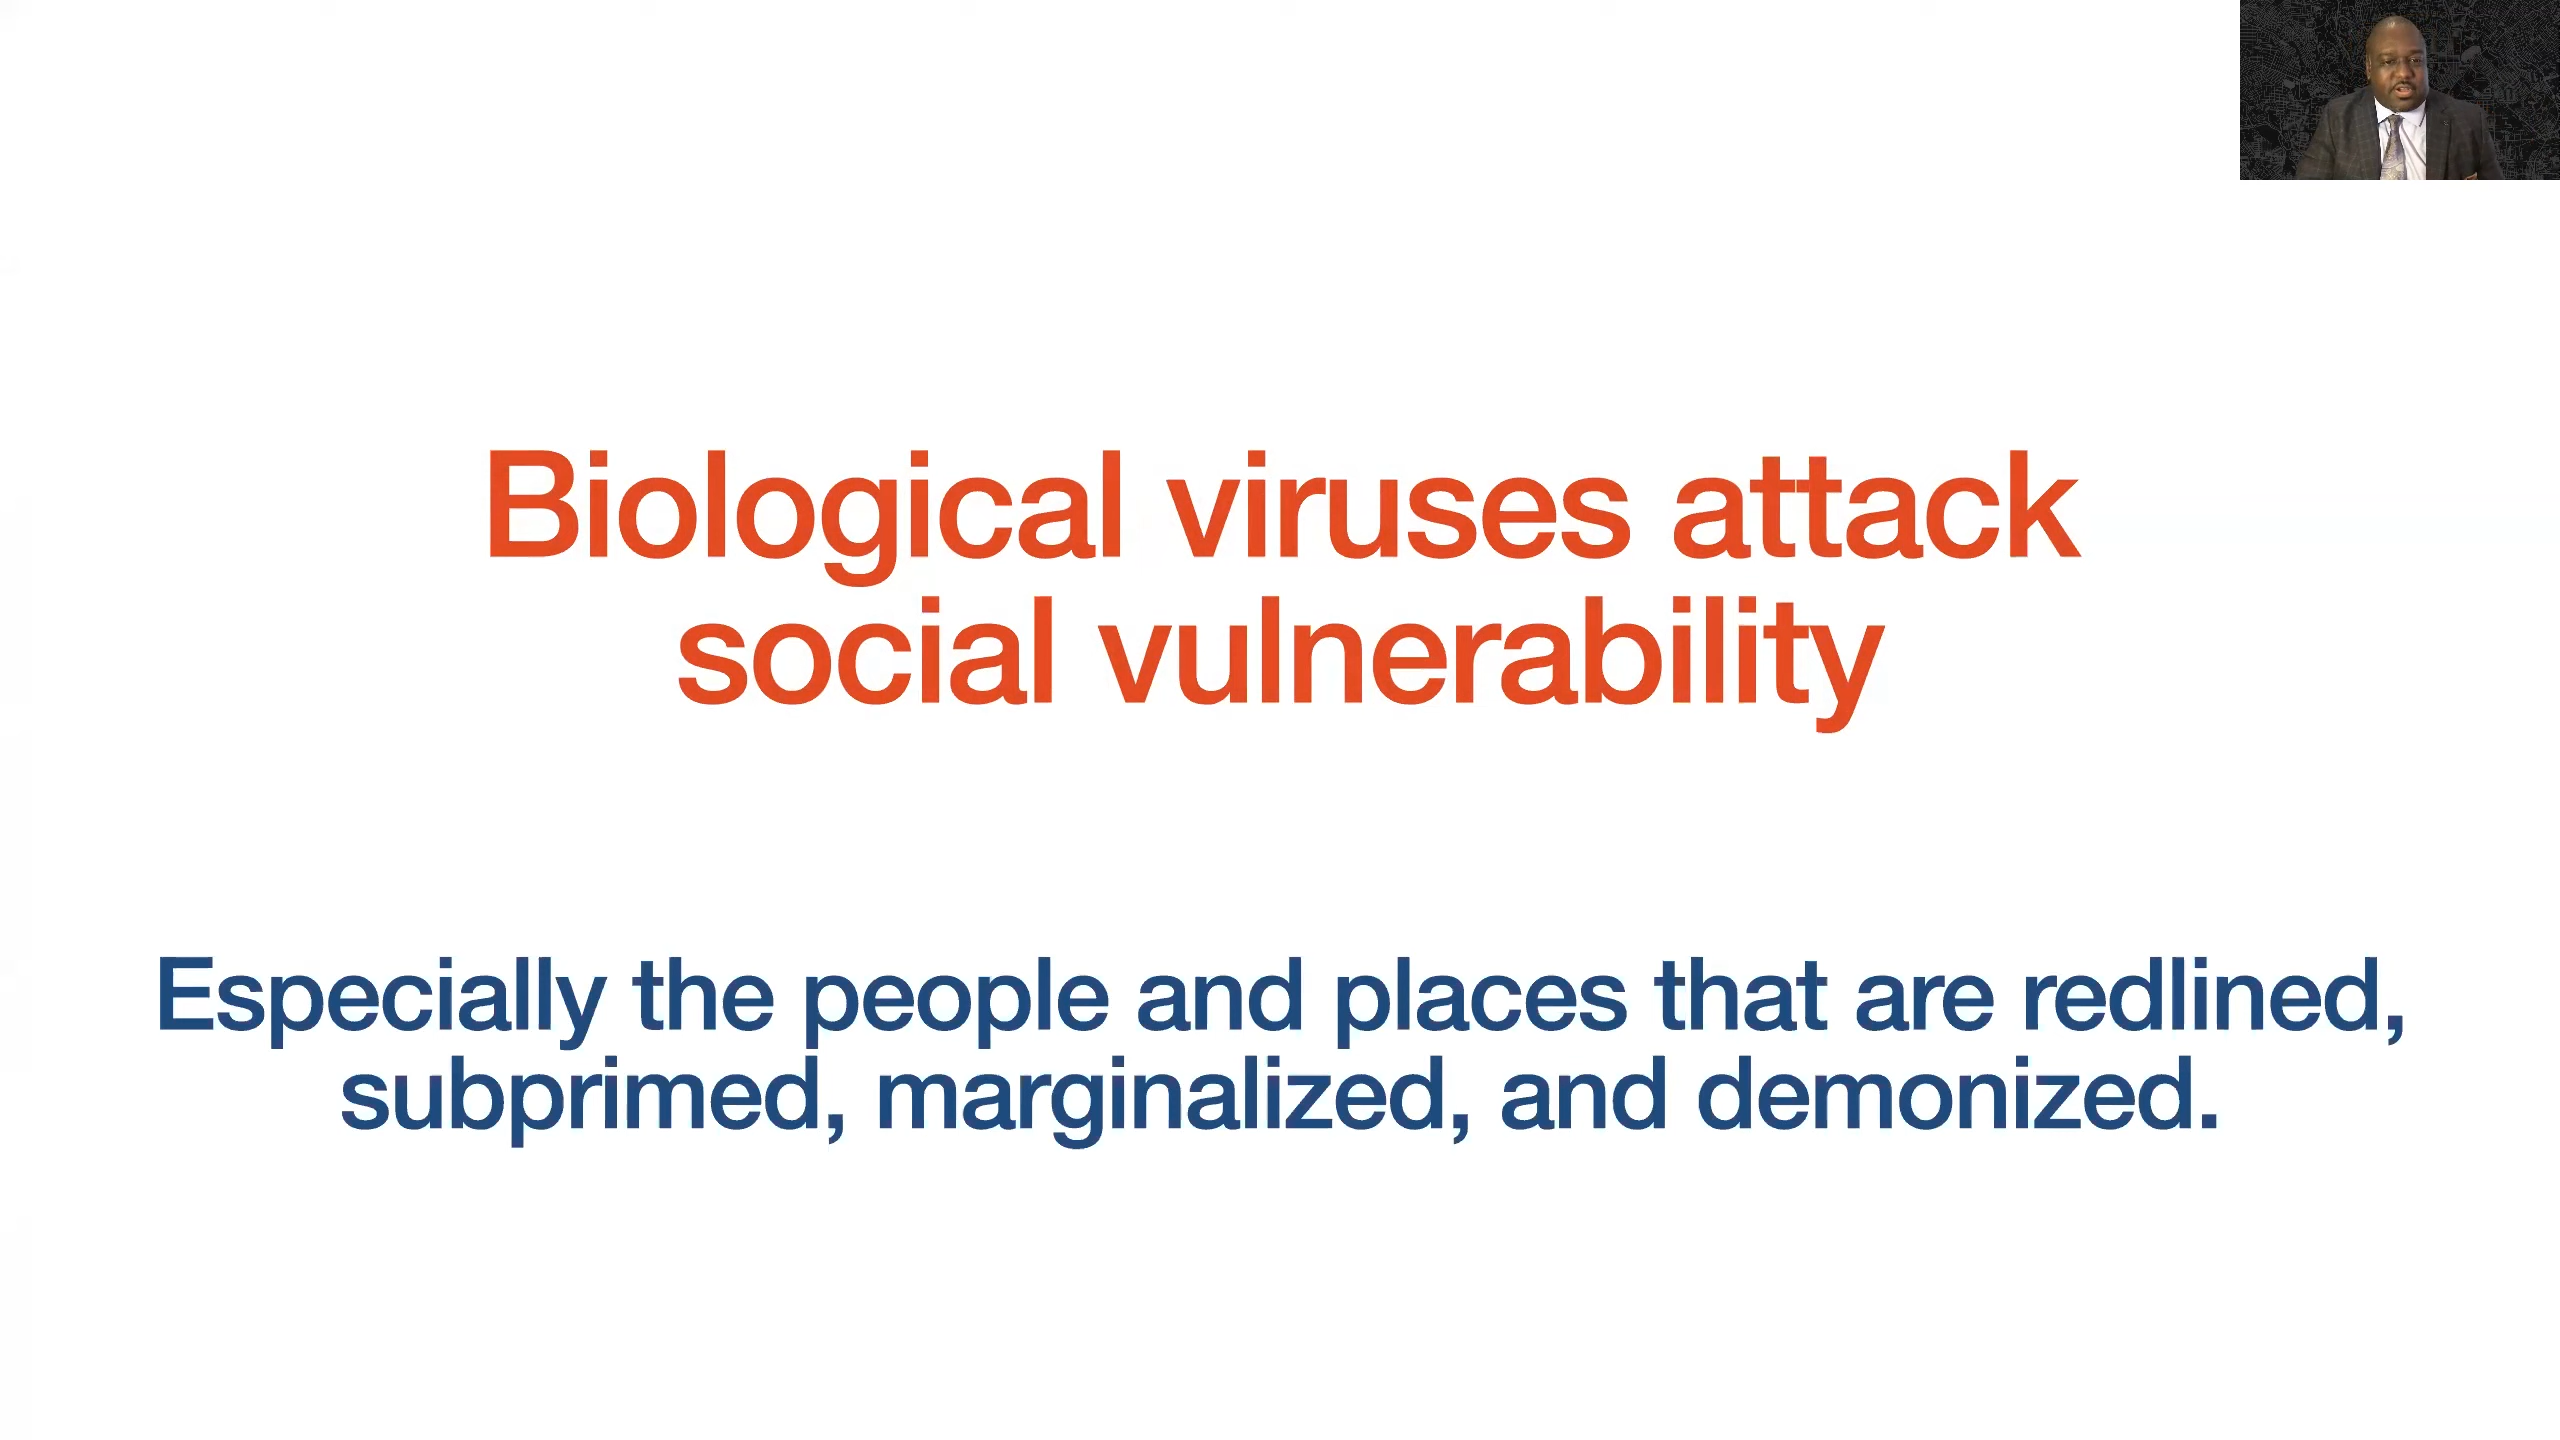 Biological viruses attack
social vulnerability
Especially the people and places that are redlined,
subprimed, marginalized, and demonized.